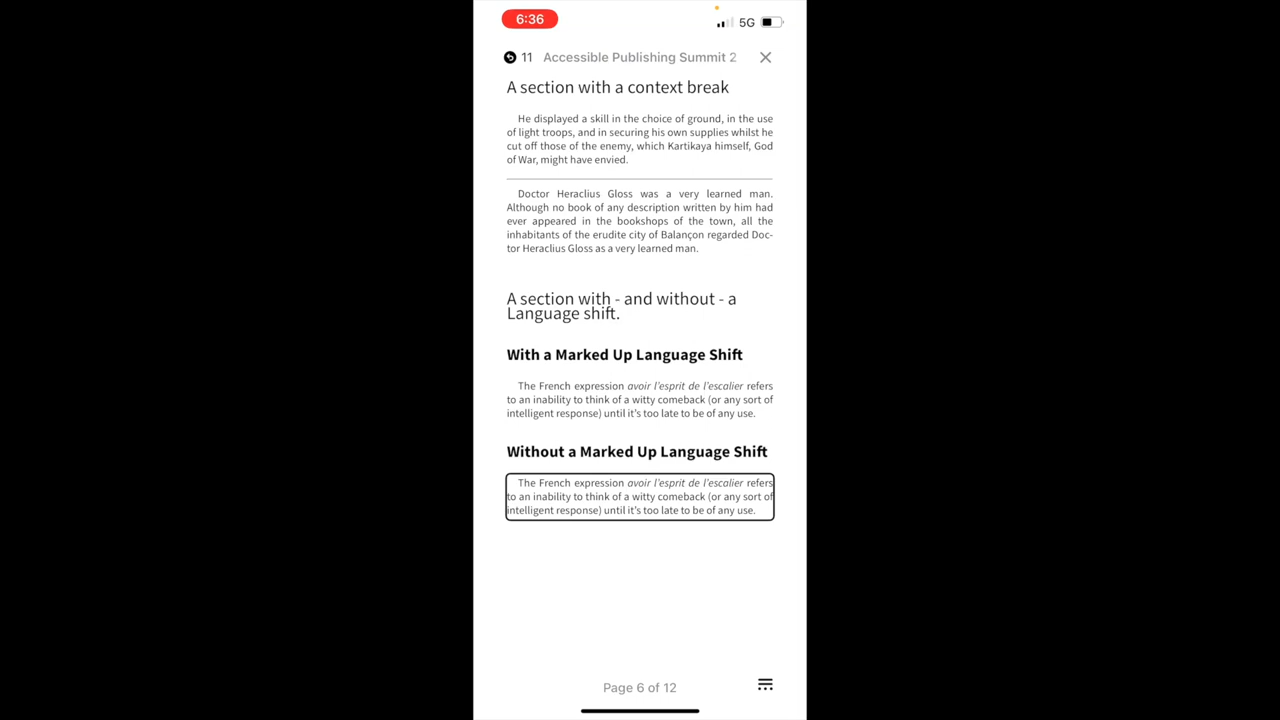 6:36
5G
11 Accessible Publishing Summit 2
A section with a context break
He displayed a skill in the choice of ground, in the use
of light troops, and in securing his own supplies whilst he
cut off those of the enemy, which Kartikaya himself, God
of War, might have envied.
Doctor Heraclius Gloss was a very learned man.
Although no book of any description written by him had
ever appeared in the bookshops of the town, all the
inhabitants of the erudite city of Balançon regarded Doc-
tor Heraclius Gloss as a very learned man.
A section with - and without - a
Language shift.
With a Marked Up Language Shift
The French expression avoir l'esprit de l'escalier refers
to an inability to think of a witty comeback (or any sort of
intelligent response) until it's too late to be of any use.
Without a Marked Up Language Shift
The French expression avoir l'esprit de l'escalier refers
to an inability to think of a witty comeback (or any sort of
intelligent response) until it's too late to be of any use.
Page 6 of 12